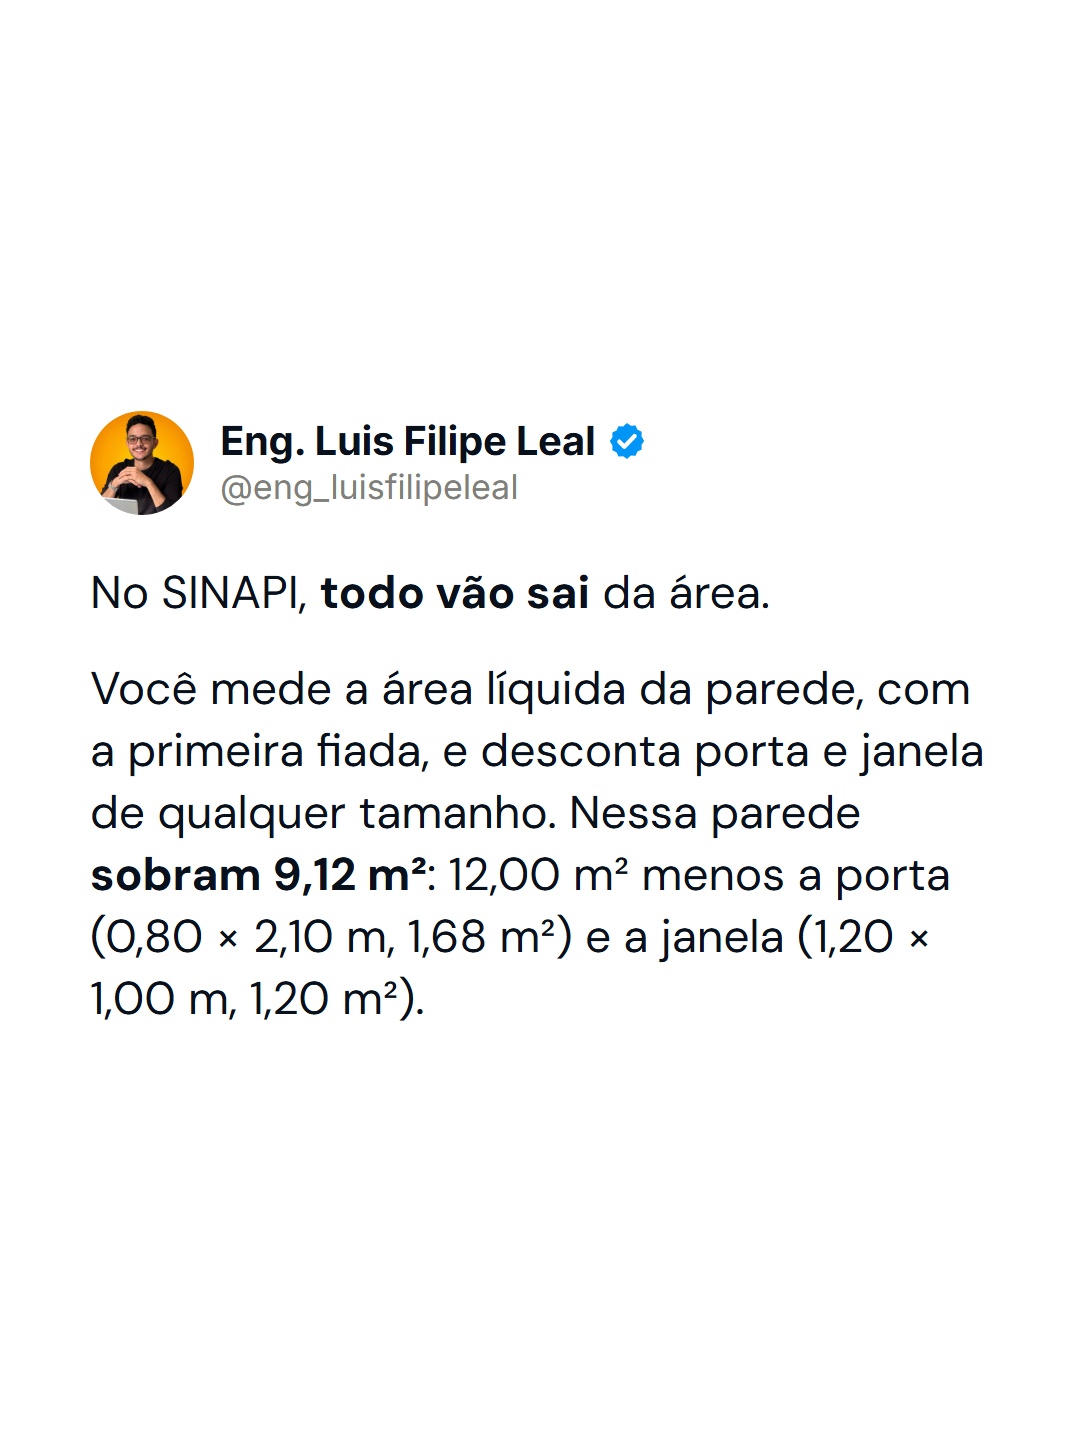 Eng. Luis Filipe Leal
@eng_luisfilipeleal
No SINAPI, todo vão sai da área.
Você mede a área líquida da parede, com
a primeira fiada, e desconta porta e janela
de qualquer tamanho. Nessa parede
sobram 9,12 m²: 12,00 m² menos a porta
(0,80 × 2,10 m, 1,68 m²) e a janela (1,20 ×
1,00 m, 1,20 m²).